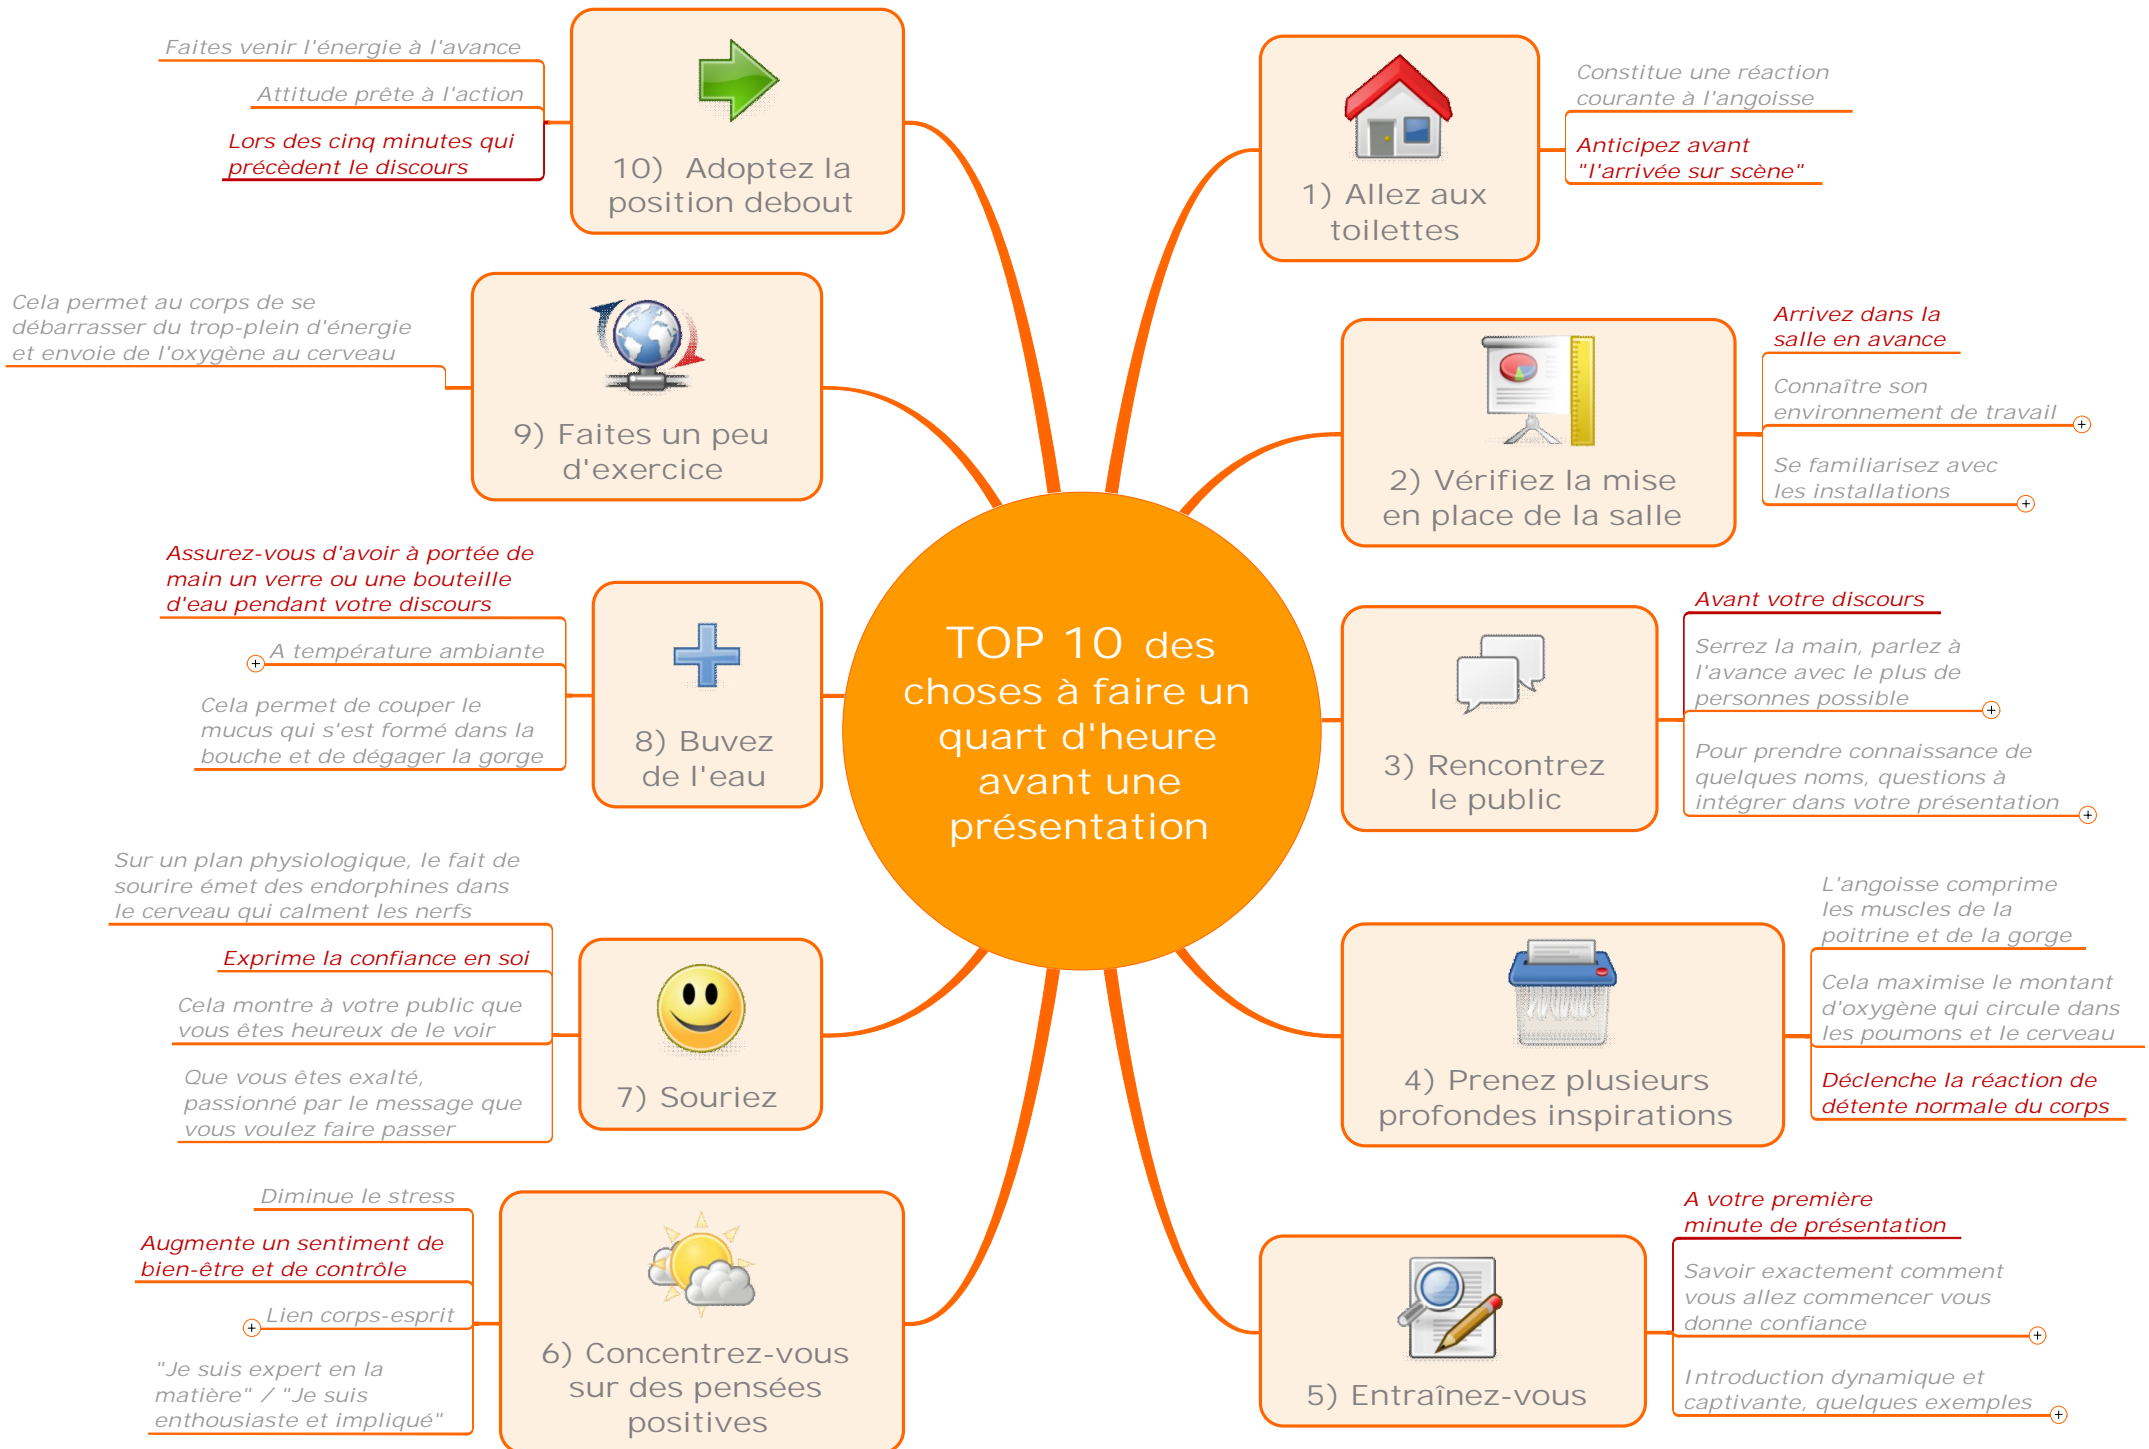 TOP 10 des
choses à faire un
quart d'heure
avant une
présentation
1) Allez aux
toilettes
Constitue une réaction
courante à l'angoisse
Anticipez avant
"l'arrivée sur scène"
2) Vérifiez la mise
en place de la salle
Arrivez dans la
salle en avance
Connaître son
environnement de travail
Se familiarisez avec
les installations
3) Rencontrez
le public
Avant votre discours
Serrez la main, parlez à
l'avance avec le plus de
personnes possible
Pour prendre connaissance de
quelques noms, questions à
intégrer dans votre présentation
4) Prenez plusieurs
profondes inspirations
L'angoisse comprime
les muscles de la
poitrine et de la gorge
Cela maximise le montant
d'oxygène qui circule dans
les poumons et le cerveau
Déclenche la réaction de
détente normale du corps
5) Entraînez-vous
A votre première
minute de présentation
Savoir exactement comment
vous allez commencer vous
donne confiance
Introduction dynamique et
captivante, quelques exemples
6) Concentrez-vous
sur des pensées
positives
Diminue le stress
Augmente un sentiment de
bien-être et de contrôle
Lien corps-esprit
"Je suis expert en la
matière" / "Je suis
enthousiaste et impliqué"
7) Souriez
Sur un plan physiologique, le fait de
sourire émet des endorphines dans
le cerveau qui calment les nerfs
Exprime la confiance en soi
Cela montre à votre public que
vous êtes heureux de le voir
Que vous êtes exalté,
passionné par le message que
vous voulez faire passer
8) Buvez
de l'eau
Assurez-vous d'avoir à portée de
main un verre ou une bouteille
d'eau pendant votre discours
A température ambiante
Cela permet de couper le
mucus qui s'est formé dans la
bouche et de dégager la gorge
9) Faites un peu
d'exercice
Cela permet au corps de se
débarrasser du trop-plein d'énergie
et envoie de l'oxygène au cerveau
10) Adoptez la
position debout
Faites venir l'énergie à l'avance
Attitude prête à l'action
Lors des cinq minutes qui
précèdent le discours